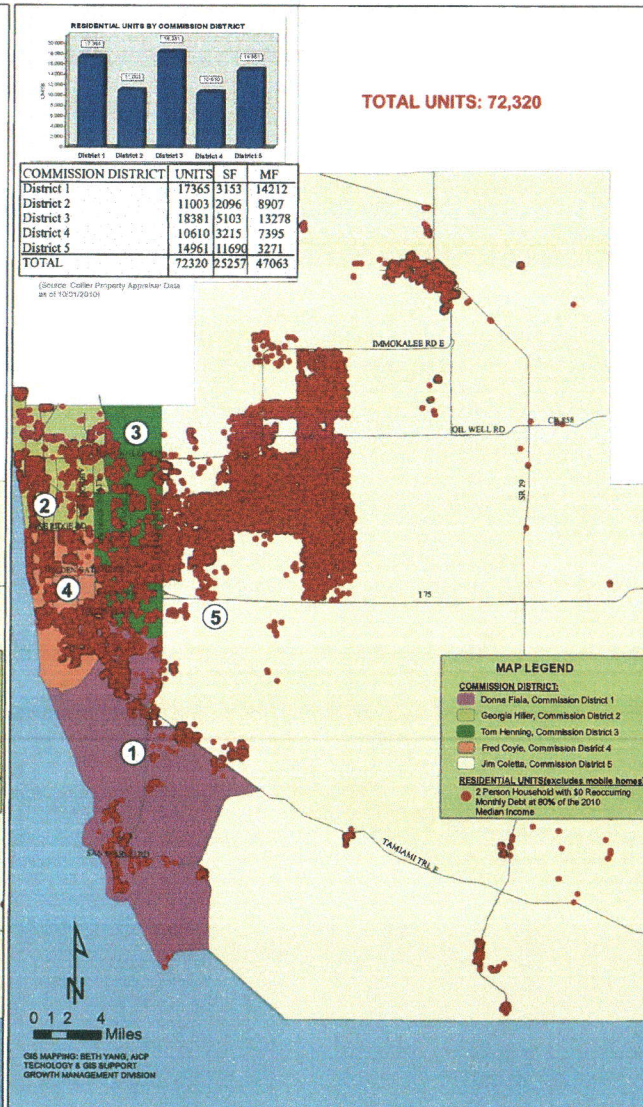 RESIDENTIAL UNITS BY COMMISSION DISTRICT
UNITS
District 1 District 2 District 3 District 4 District 5
TOTAL UNITS: 72,320
COMMISSION DISTRICT UNITS SF MF
District 1 17365 3153 14212
District 2 11003 2096 8907
District 3 18381 5103 13278
District 4 10610 3215 7395
District 5 14961 11690 3271
TOTAL 72320 25257 47063
(Source: Collier Property Appraiser Data
as of 10/01/2010)
IMMOKALEE RD E
OIL WELL RD
CR 858
SR 29
3
2
4
I 75
5
1
MAP LEGEND
COMMISSION DISTRICT:
Donna Fiala, Commission District 1
Georgia Hiller, Commission District 2
Tom Henning, Commission District 3
Fred Coyle, Commission District 4
Jim Coletta, Commission District 5
RESIDENTIAL UNITS(excludes mobile homes)
2 Person Household with $0 Reoccurring
Monthly Debt at 80% of the 2010
Median Income
TAMIAMI TRL E
N
0 1 2 4
Miles
GIS MAPPING: BETH YANG, AICP
TECHOLOGY & GIS SUPPORT
GROWTH MANAGEMENT DIVISION